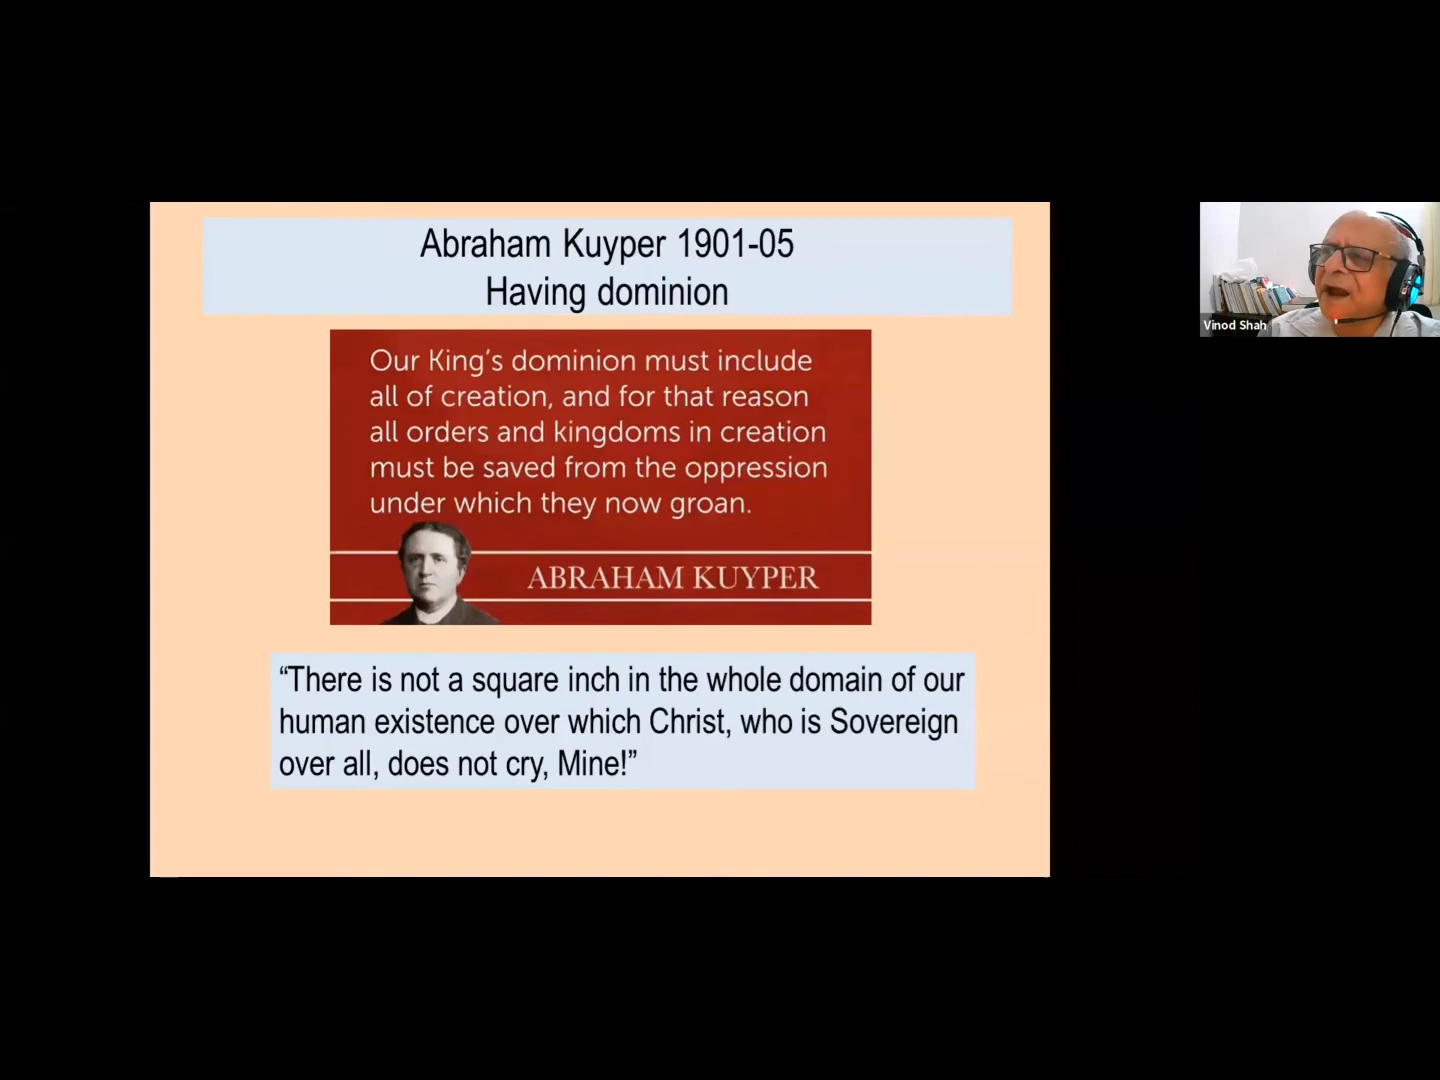 Abraham Kuyper 1901-05
Having dominion
Our King's dominion must include
all of creation, and for that reason
all orders and kingdoms in creation
must be saved from the oppression
under which they now groan.
ABRAHAM KUYPER
“There is not a square inch in the whole domain of our
human existence over which Christ, who is Sovereign
over all, does not cry, Mine!”
Vinod Shah